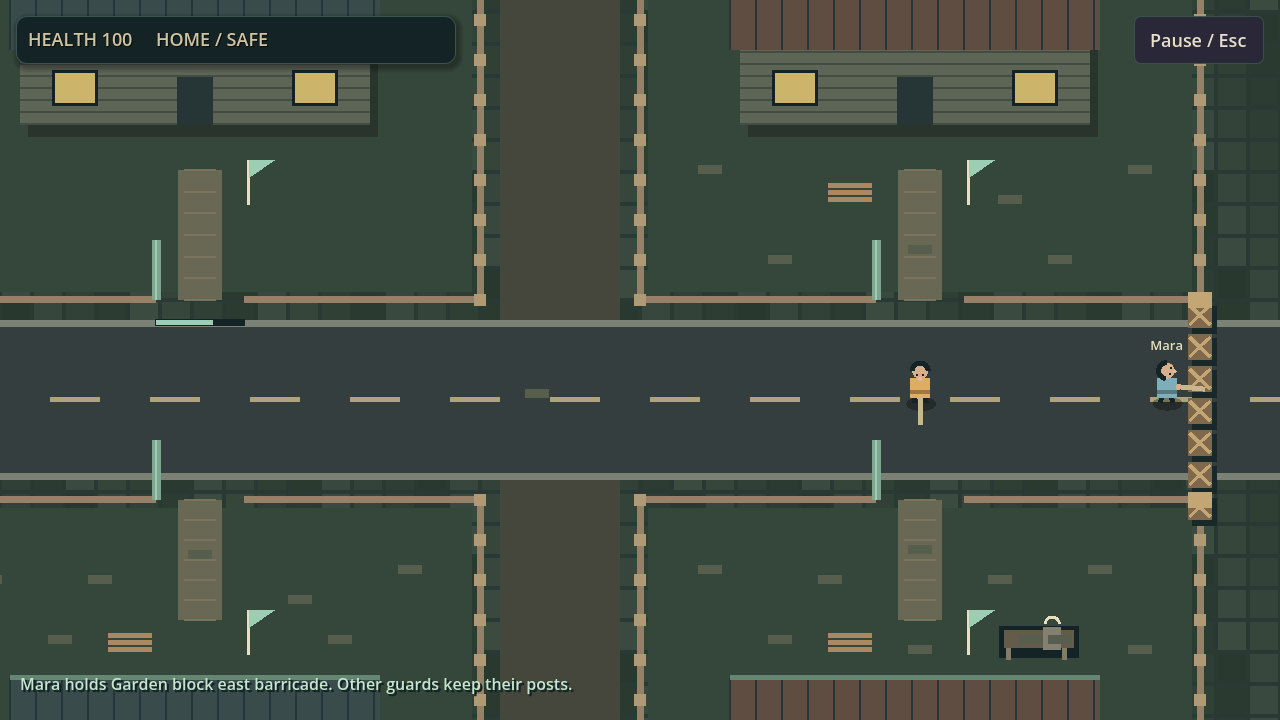 HEALTH 100 HOME / SAFE
Pause / Esc
Mara
Mara holds Garden block east barricade. Other guards keep their posts.